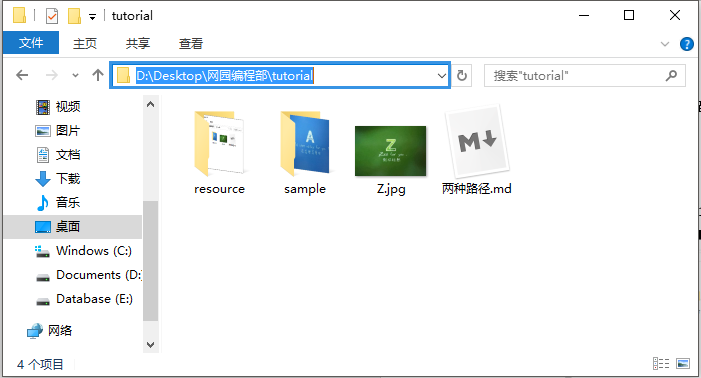 tutorial
文件 主页 共享 查看
D:\Desktop\网园编程部\tutorial 搜索"tutorial"
视频
图片
文档
下载
音乐
桌面
Windows (C:)
Documents (D:)
Database (E:)
网络
resource sample Z.jpg 两种路径.md
A
Z
M
4 个项目